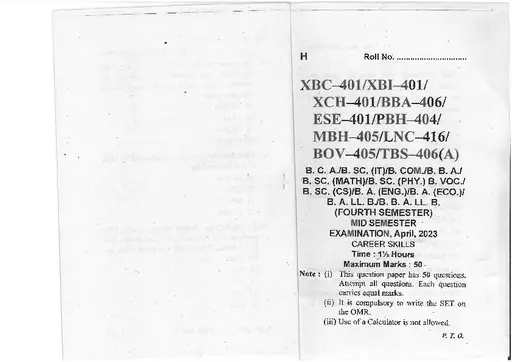 H Roll No. ..............................
XBC–401/XBI–401/
XCH–401/BBA–406/
ESE–401/PBH–404/
MBH–405/LNC–416/
BOV–405/TBS–406(A)
B. C. A./B. SC. (IT)/B. COM./B. B. A./
B. SC. (MATH)/B. SC. (PHY.) B. VOC./
B. SC. (CS)/B. A. (ENG.)/B. A. (ECO.)/
B. A. LL. B./B. B. A. LL. B.
(FOURTH SEMESTER)
MID SEMESTER
EXAMINATION, April, 2023
CAREER SKILLS
Time : 1½ Hours
Maximum Marks : 50
Note : (i) This question paper has 50 questions.
Attempt all questions. Each question
carries equal marks.
(ii) It is compulsory to write the SET on
the OMR.
(iii) Use of a Calculator is not allowed.
P. T. O.